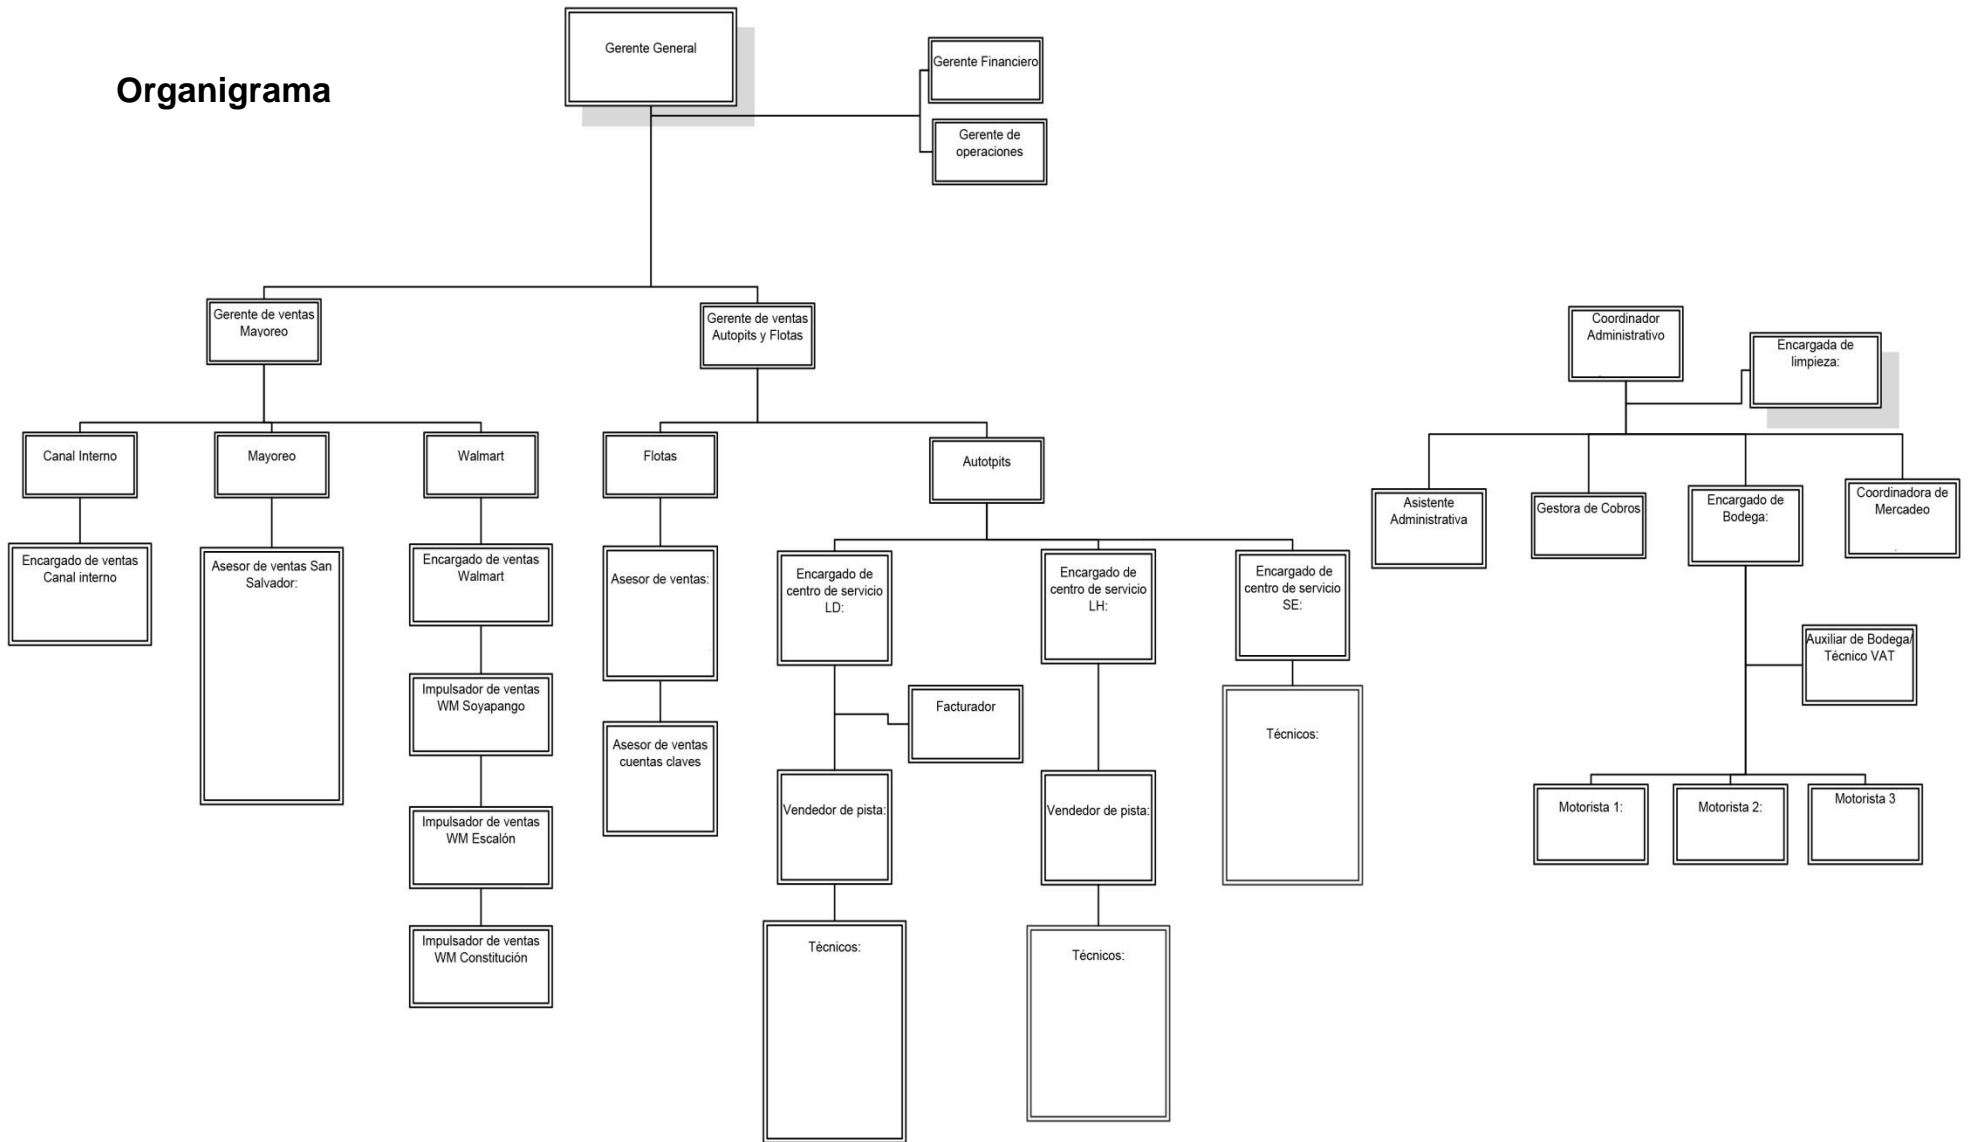 Organigrama
Gerente General
Gerente Financiero
Gerente de
operaciones
Gerente de ventas
Mayoreo
Gerente de ventas
Autopits y Flotas
Coordinador
Administrativo
Encargada de
limpieza:
Canal Interno
Mayoreo
Walmart
Flotas
Autotpits
Asistente
Administrativa
Gestora de Cobros
Encargado de
Bodega:
Coordinadora de
Mercadeo
Encargado de ventas
Canal interno
Asesor de ventas San
Salvador:
Encargado de ventas
Walmart
Asesor de ventas:
Encargado de
centro de servicio
LD:
Encargado de
centro de servicio
LH:
Encargado de
centro de servicio
SE:
Auxiliar de Bodega/
Técnico VAT
Impulsador de ventas
WM Soyapango
Facturador
Técnicos:
Asesor de ventas
cuentas claves
Impulsador de ventas
WM Escalón
Vendedor de pista:
Vendedor de pista:
Motorista 1:
Motorista 2:
Motorista 3
Impulsador de ventas
WM Constitución
Técnicos:
Técnicos: